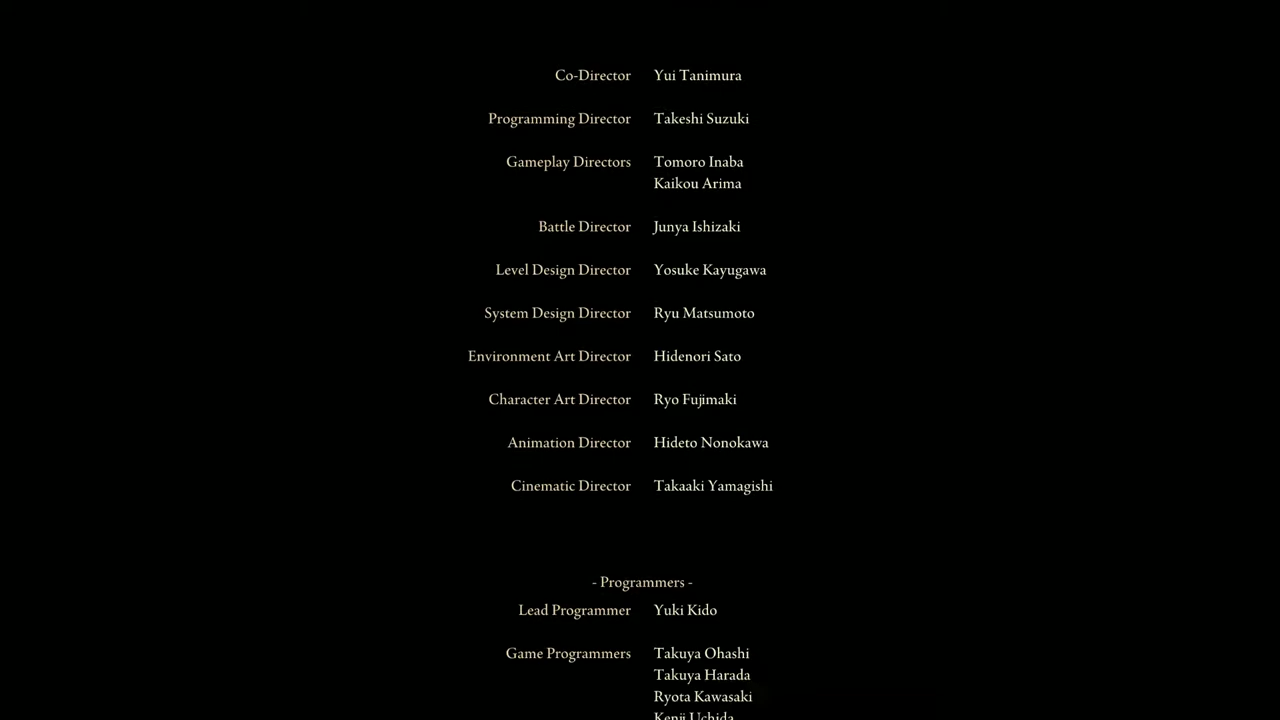 Co-Director Yui Tanimura
Programming Director Takeshi Suzuki
Gameplay Directors Tomoro Inaba
Kaikou Arima
Battle Director Junya Ishizaki
Level Design Director Yosuke Kayugawa
System Design Director Ryu Matsumoto
Environment Art Director Hidenori Sato
Character Art Director Ryo Fujimaki
Animation Director Hideto Nonokawa
Cinematic Director Takaaki Yamagishi
- Programmers -
Lead Programmer Yuki Kido
Game Programmers Takuya Ohashi
Takuya Harada
Ryota Kawasaki
Kenji Uchida